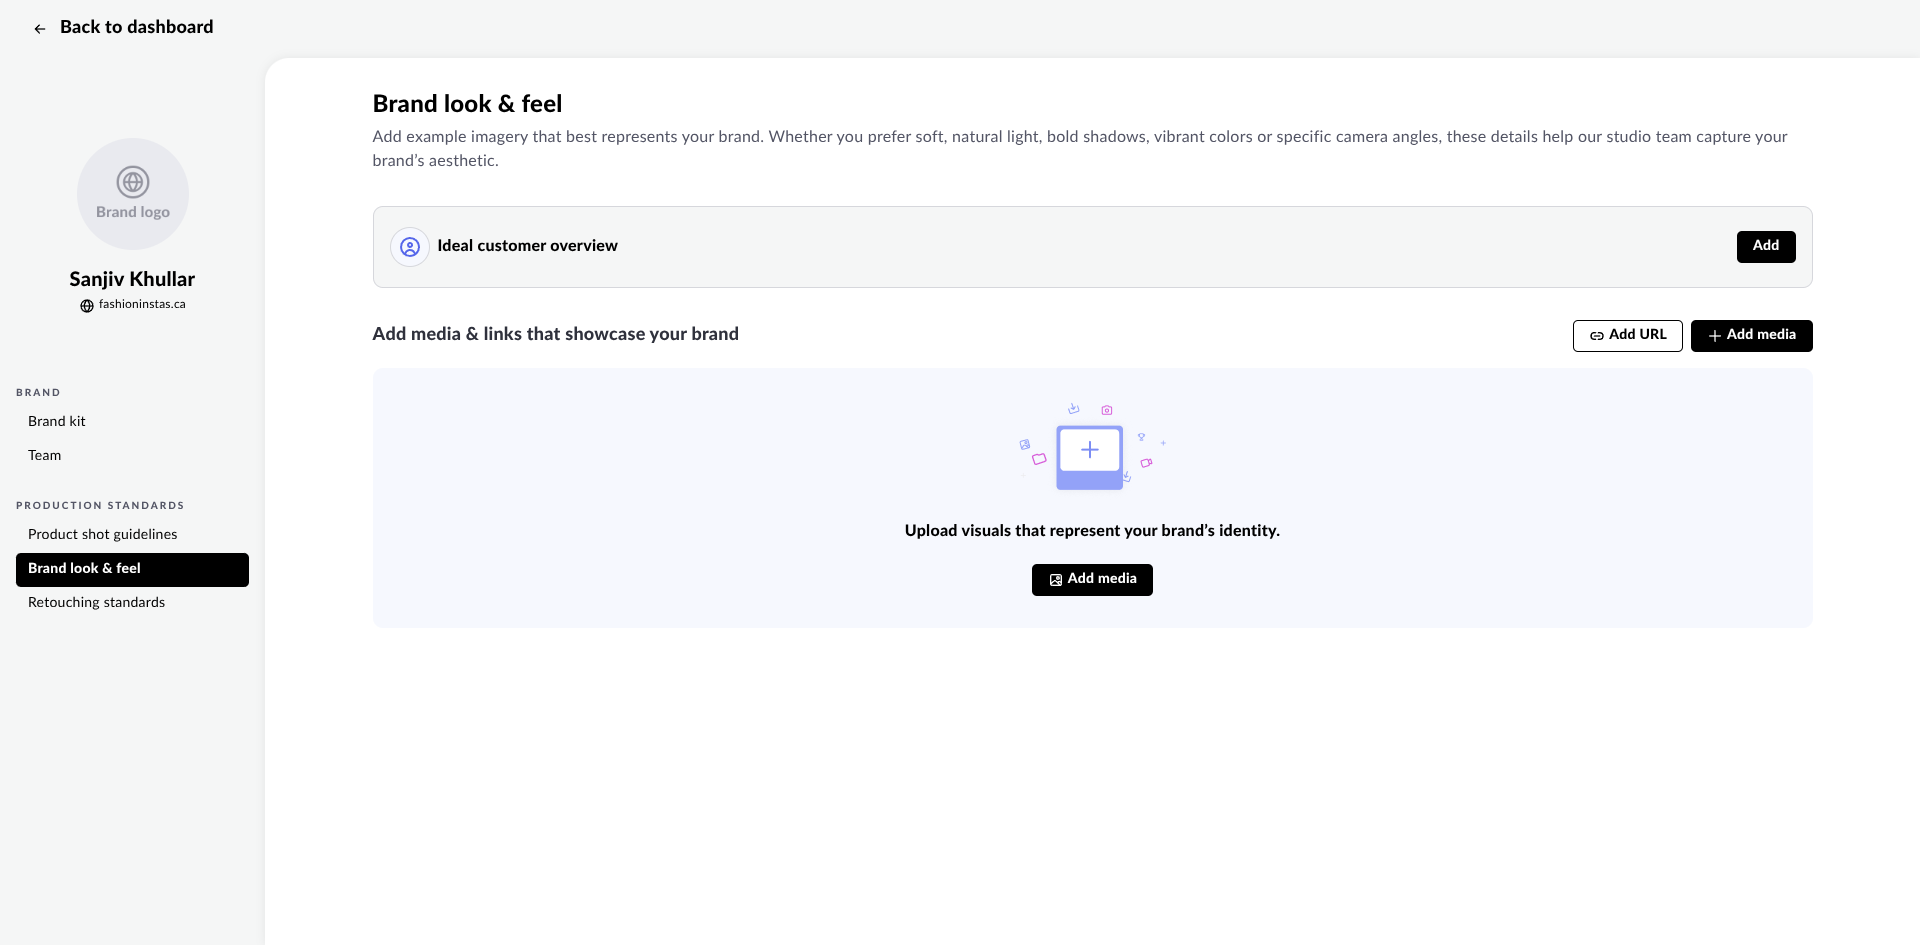 Back to dashboard
Brand logo
Sanjiv Khullar
fashioninstas.ca
BRAND
Brand kit
Team
PRODUCTION STANDARDS
Product shot guidelines
Brand look & feel
Retouching standards
Brand look & feel
Add example imagery that best represents your brand. Whether you prefer soft, natural light, bold shadows, vibrant colors or specific camera angles, these details help our studio team capture your
brand’s aesthetic.
Ideal customer overview
Add
Add media & links that showcase your brand
Add URL
Add media
Upload visuals that represent your brand’s identity.
Add media